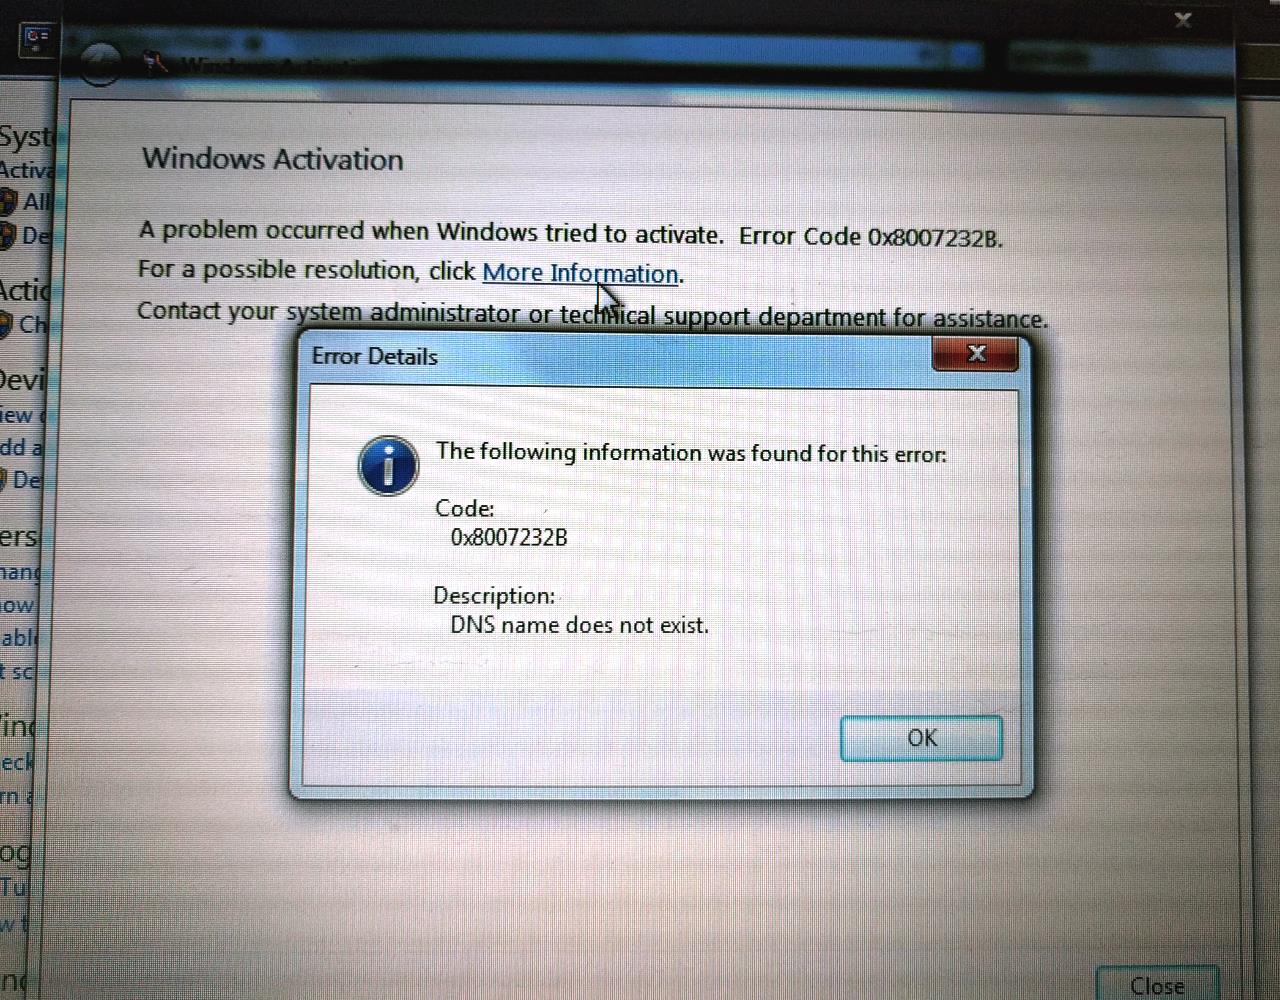 Windows Activation
Windows Activation
A problem occurred when Windows tried to activate. Error Code 0x8007232B.
For a possible resolution, click More Information.
Contact your system administrator or technical support department for assistance.
Error Details
The following information was found for this error:
Code:
0x8007232B
Description:
DNS name does not exist.
OK
Close
Syst
Activa
All
De
Actio
Ch
Devi
iew
dd a
De
ers
hang
how
abl
t sc
Wind
eck
rn a
og
Tu
w t